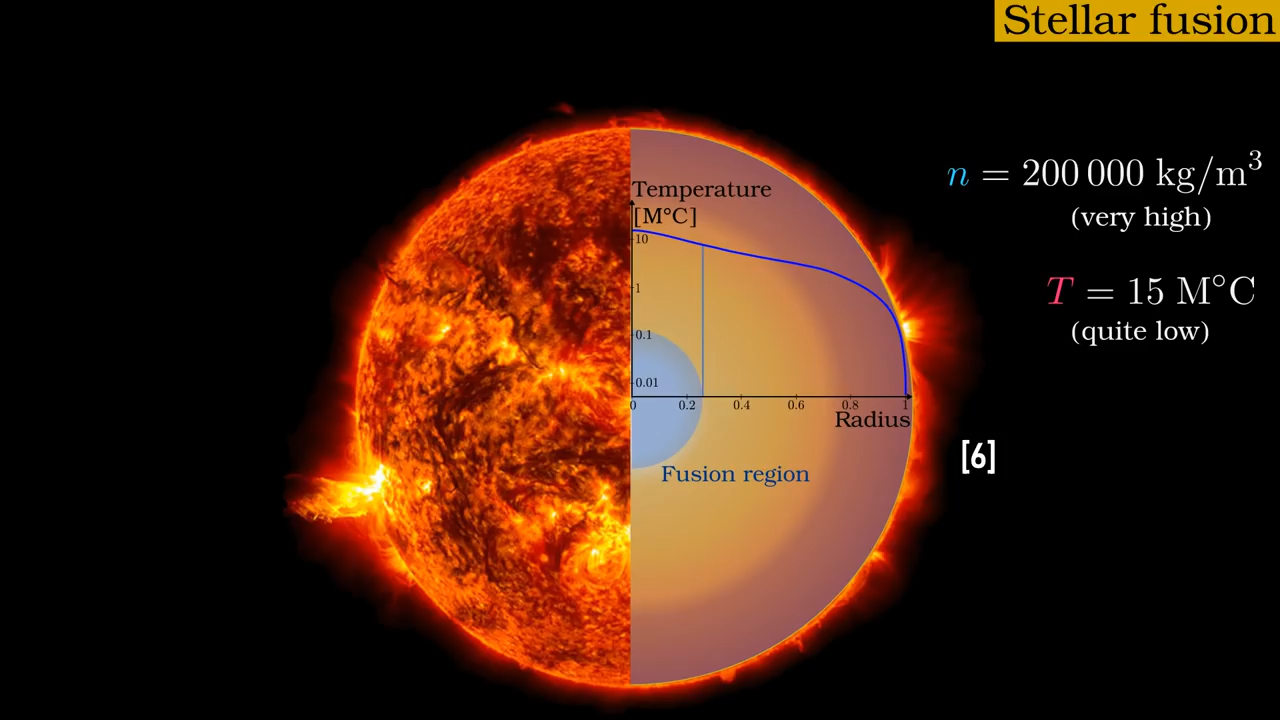 Stellar fusion
n = 200 000 kg/m³
(very high)
T = 15 M°C
(quite low)
Temperature
[M°C]
10
1
0.1
0.01
0 0.2 0.4 0.6 0.8 1
Radius
[6]
Fusion region